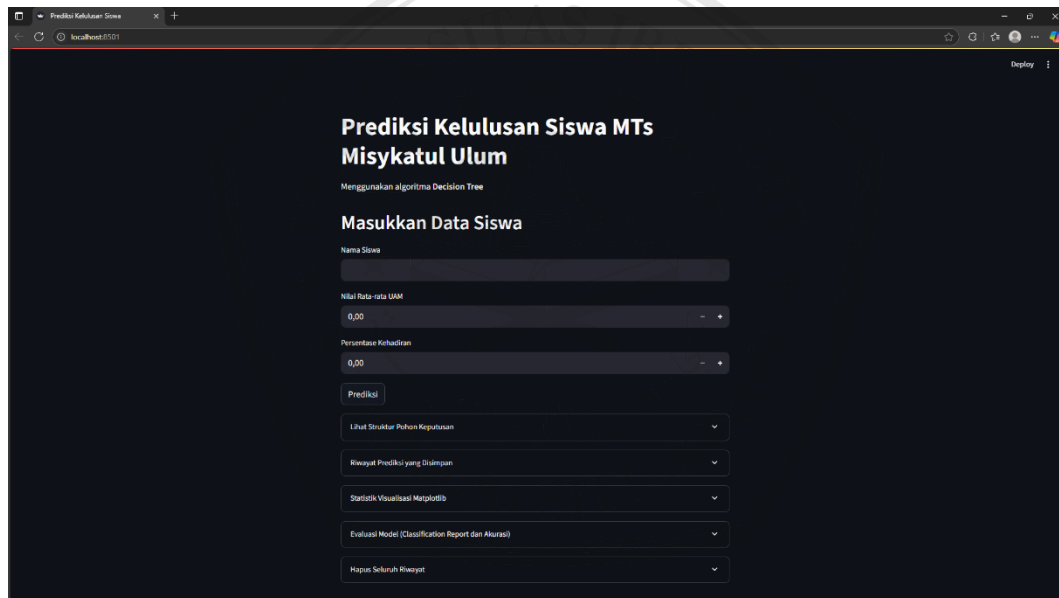 Prediksi Kelulusan Siswa
localhost:8501
Deploy
Prediksi Kelulusan Siswa MTs
Misykatul Ulum
Menggunakan algoritma Decision Tree
Masukkan Data Siswa
Nama Siswa
Nilai Rata-rata UAM
0,00
Persentase Kehadiran
0,00
Prediksi
Lihat Struktur Pohon Keputusan
Riwayat Prediksi yang Disimpan
Statistik Visualisasi Matplotlib
Evaluasi Model (Classification Report dan Akurasi)
Hapus Seluruh Riwayat